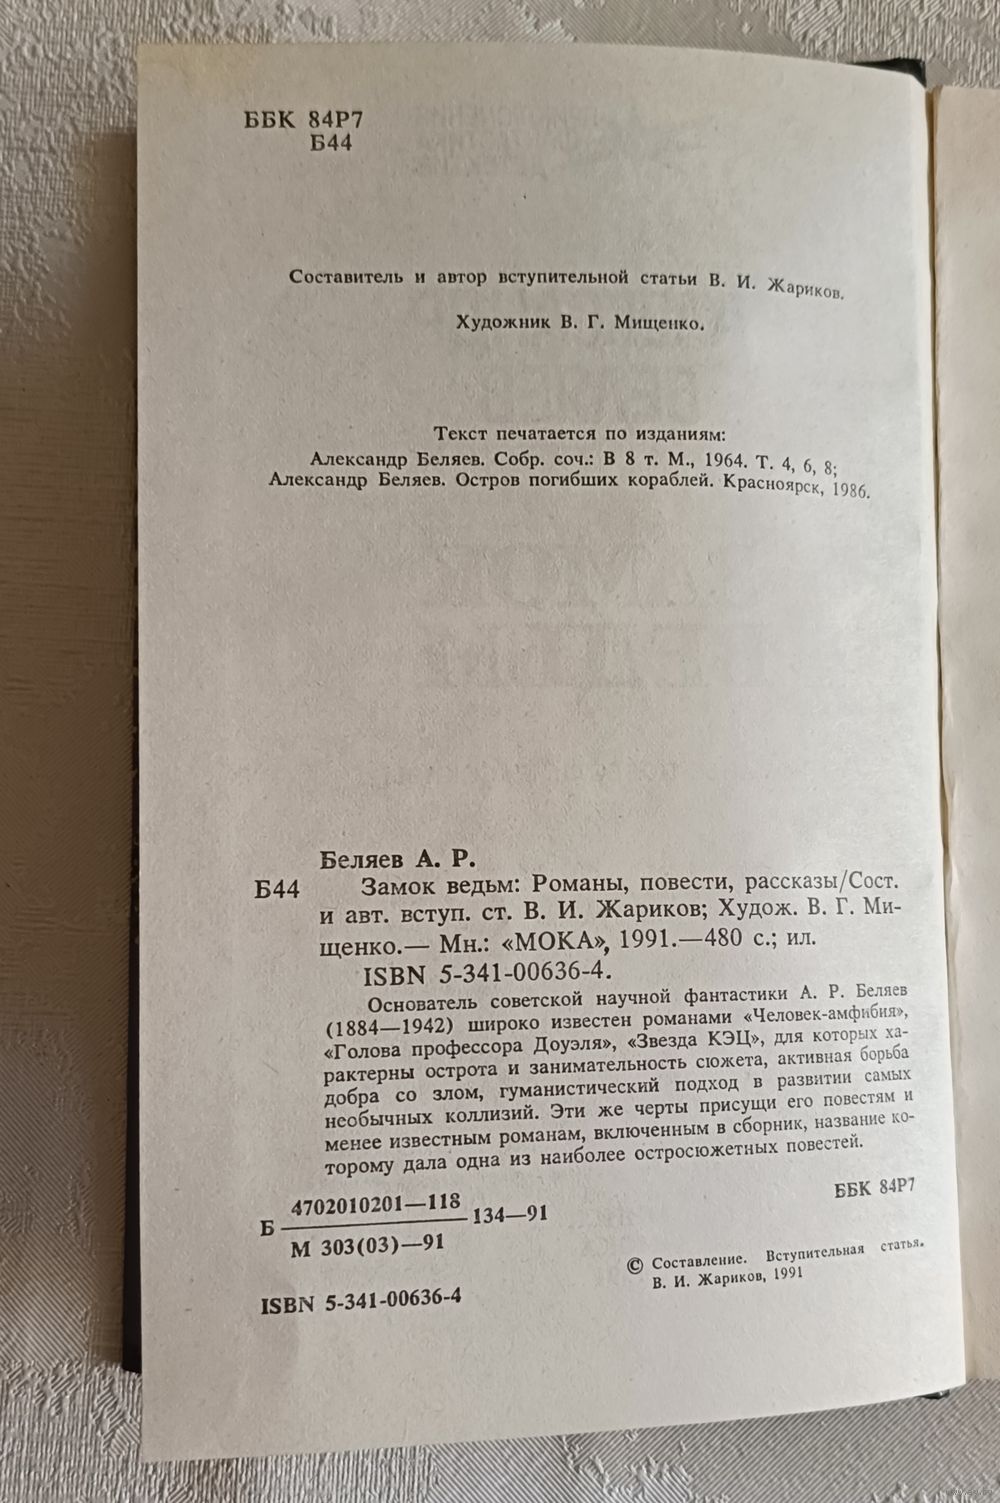 ББК 84Р7
Б44
Составитель и автор вступительной статьи В. И. Жариков.
Художник В. Г. Мищенко.
Текст печатается по изданиям:
Александр Беляев. Собр. соч.: В 8 т. М., 1964. Т. 4, 6, 8;
Александр Беляев. Остров погибших кораблей. Красноярск, 1986.
Беляев А. Р.
Б44 Замок ведьм: Романы, повести, рассказы/Сост.
и авт. вступ. ст. В. И. Жариков; Худож. В. Г. Ми-
щенко.— Мн.: «МОКА», 1991.—480 с.; ил.
ISBN 5-341-00636-4.
Основатель советской научной фантастики А. Р. Беляев
(1884—1942) широко известен романами «Человек-амфибия»,
«Голова профессора Доуэля», «Звезда КЭЦ», для которых ха-
рактерны острота и занимательность сюжета, активная борьба
добра со злом, гуманистический подход в развитии самых
необычных коллизий. Эти же черты присущи его повестям и
менее известным романам, включенным в сборник, название ко-
торому дала одна из наиболее остросюжетных повестей.
Б 4702010201—118 134—91
М 303(03)—91
ББК 84Р7
© Составление. Вступительная статья.
В. И. Жариков, 1991
ISBN 5-341-00636-4